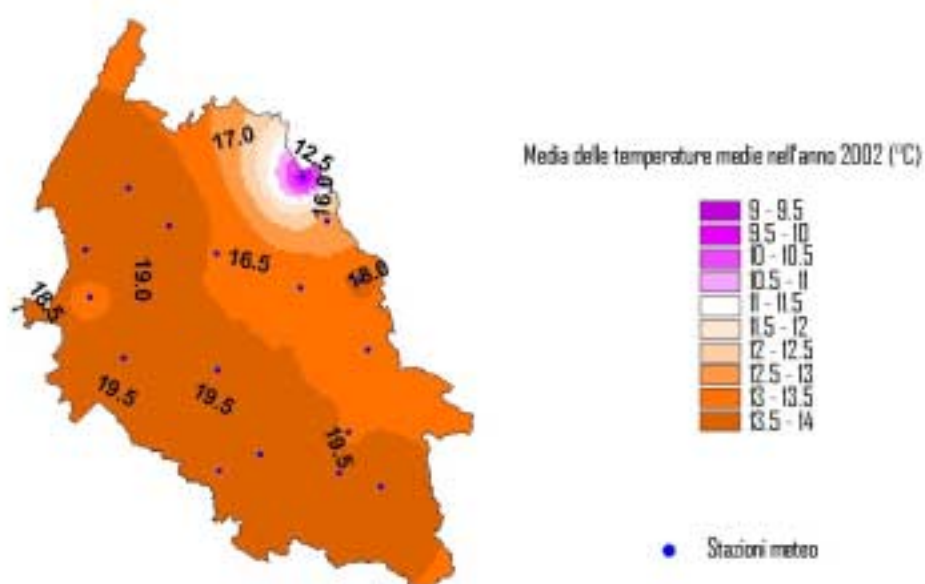 17.0
12.5
16.0
16.5
18.0
19.0
18.5
19.5
19.5
19.5
Media delle temperature medie nell'anno 2002 (°C)
9 - 9.5
9.5 - 10
10 - 10.5
10.5 - 11
11 - 11.5
11.5 - 12
12 - 12.5
12.5 - 13
13 - 13.5
13.5 - 14
Stazioni meteo